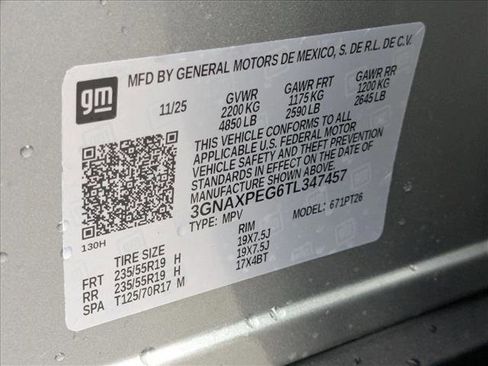 gm
MFD BY GENERAL MOTORS DE MEXICO, S. DE R.L. DE C.V.
11/25 GVWR GAWR FRT GAWR RR
2200 KG 1175 KG 1200 KG
4850 LB 2590 LB 2645 LB
THIS VEHICLE CONFORMS TO ALL
APPLICABLE U.S. FEDERAL MOTOR
VEHICLE SAFETY AND THEFT PREVENTION
STANDARDS IN EFFECT ON THE DATE OF
MANUFACTURE SHOWN ABOVE.
3GNAXPEG6TL347457
TYPE: MPV MODEL: 671PT26
130H
TIRE SIZE RIM
FRT 235/55R19 H 19X7.5J
RR 235/55R19 H 19X7.5J
SPA T125/70R17 M 17X4BT